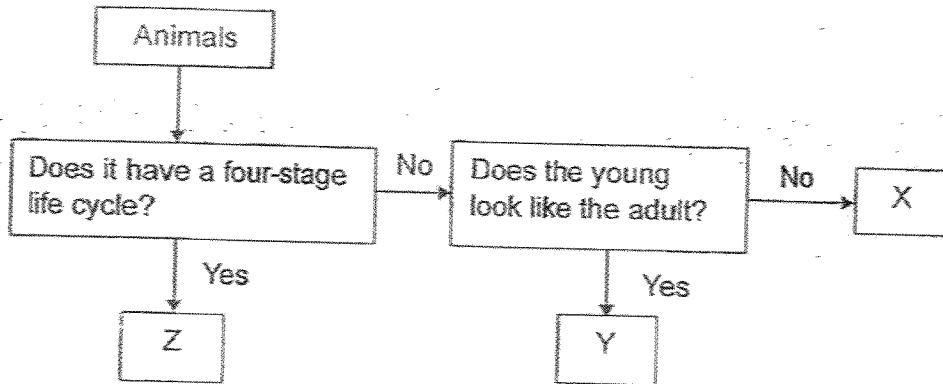 Animals
Does it have a four-stage
life cycle?
No
Does the young
look like the adult?
No
X
Yes
Yes
Z
Y